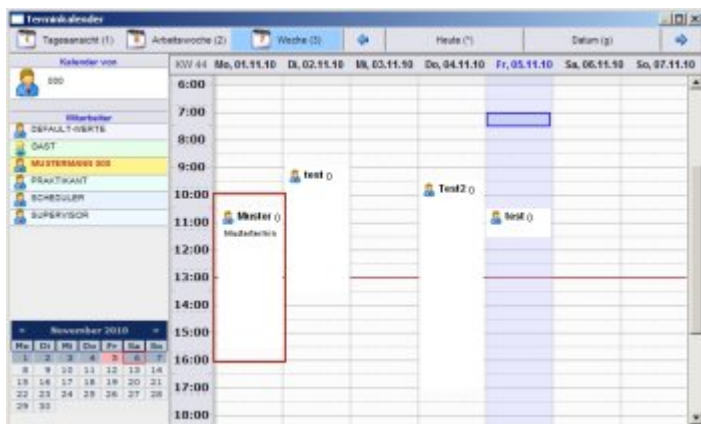 Terminkalender
Tagesansicht (1) Arbeitswoche (2) Woche (3) Heute (*) Datum (g)
Kalender von
000
Mitarbeiter
DEFAULT-WERTE
GAST
MUSTERMANN 000
PRAKTIKANT
SCHEDULER
SUPERVISOR
KW 44 Mo, 01.11.10 Di, 02.11.10 Mi, 03.11.10 Do, 04.11.10 Fr, 05.11.10 Sa, 06.11.10 So, 07.11.10
6:00
7:00
8:00
9:00
test ()
10:00
Test2 ()
11:00
Muster ()
Mustertermin
test ()
12:00
13:00
14:00
15:00
16:00
17:00
18:00
« November 2010 »
Mo Di Mi Do Fr Sa So
1 2 3 4 5 6 7
8 9 10 11 12 13 14
15 16 17 18 19 20 21
22 23 24 25 26 27 28
29 30